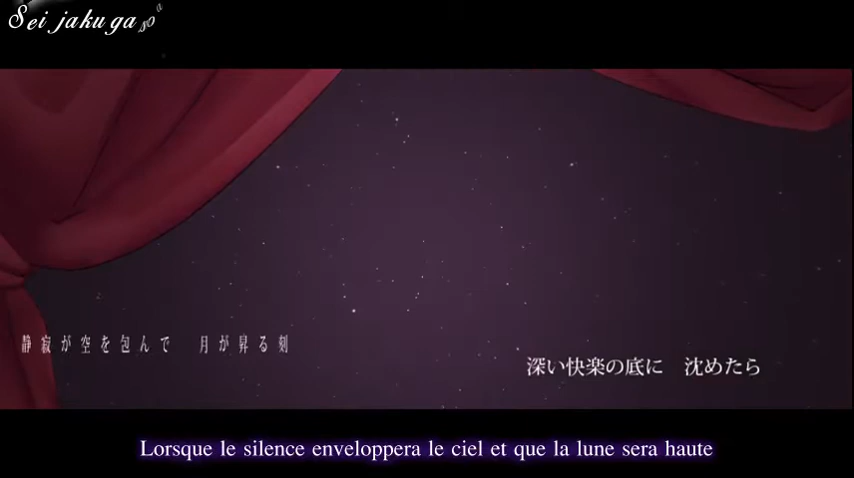 Sei jaku ga so
静寂が空を包んで　月が昇る刻
深い快楽の底に　沈めたら
Lorsque le silence enveloppera le ciel et que la lune sera haute